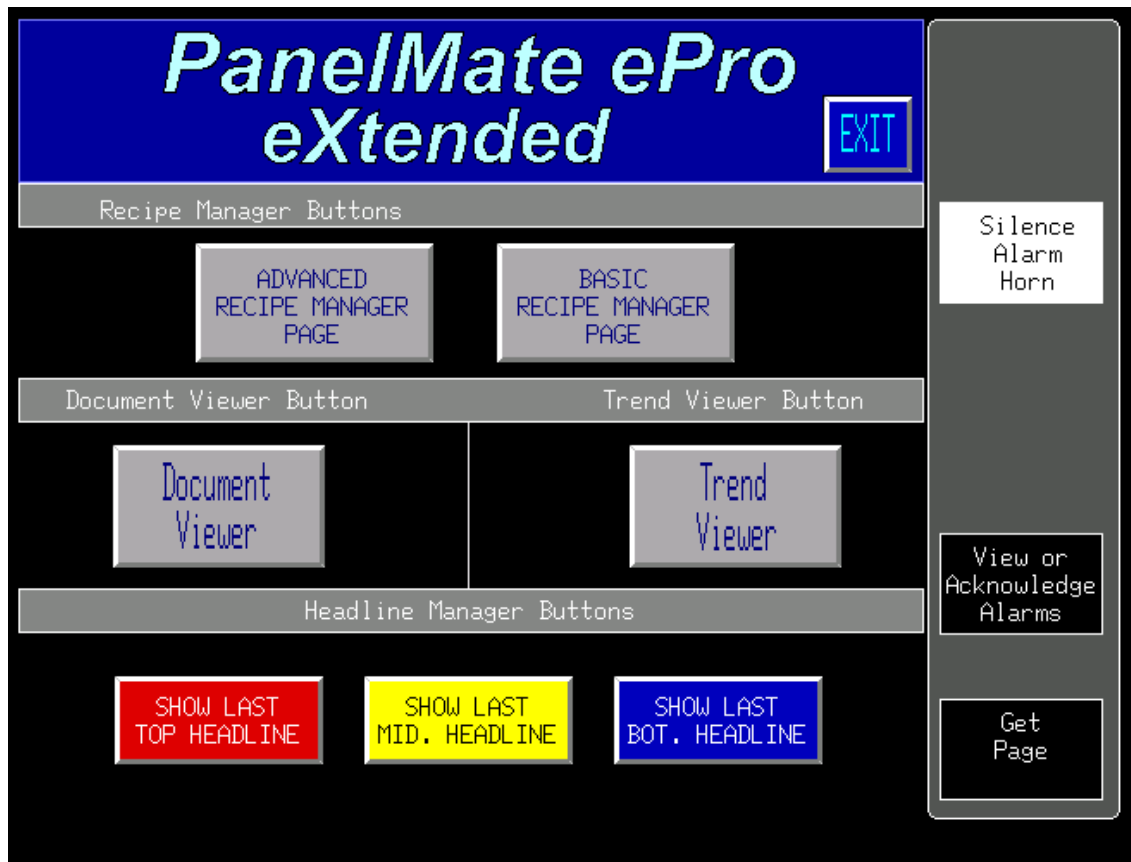 PanelMate ePro
eXtended
EXIT
Recipe Manager Buttons
ADVANCED
RECIPE MANAGER
PAGE
BASIC
RECIPE MANAGER
PAGE
Document Viewer Button
Trend Viewer Button
Document
Viewer
Trend
Viewer
Headline Manager Buttons
SHOW LAST
TOP HEADLINE
SHOW LAST
MID. HEADLINE
SHOW LAST
BOT. HEADLINE
Silence
Alarm
Horn
View or
Acknowledge
Alarms
Get
Page